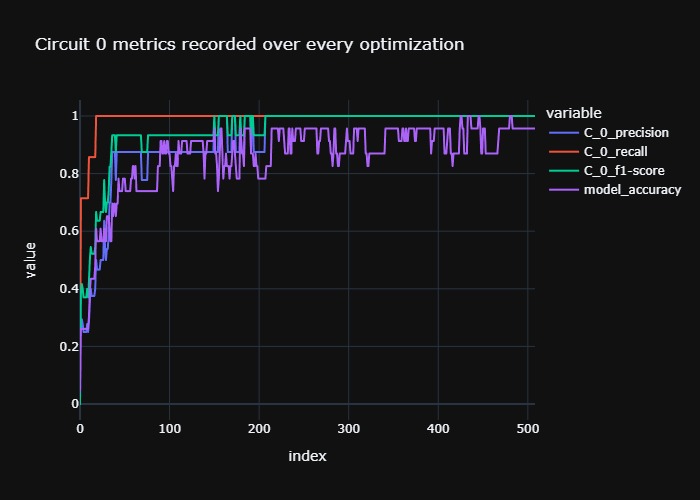 Circuit 0 metrics recorded over every optimization
1
0.8
0.6
0.4
0.2
0
value
0 100 200 300 400 500
index
variable
C_0_precision
C_0_recall
C_0_f1-score
model_accuracy